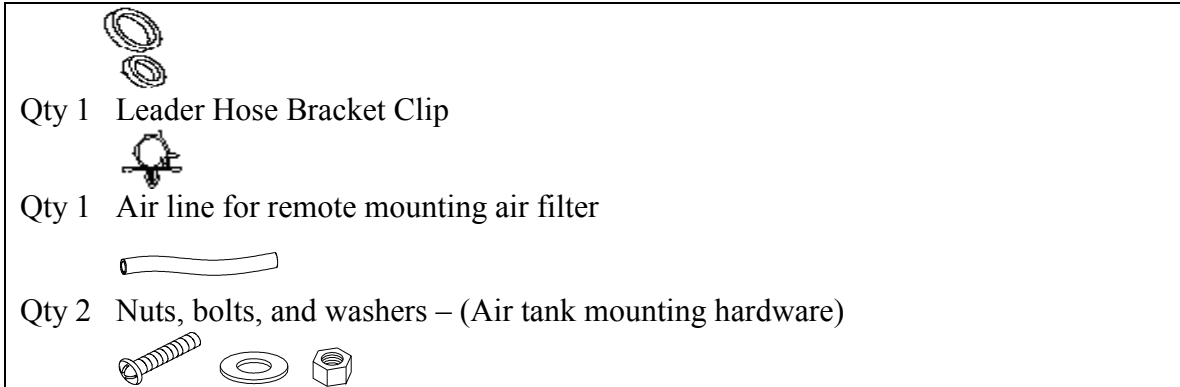 Qty 1 Leader Hose Bracket Clip
Qty 1 Air line for remote mounting air filter
Qty 2 Nuts, bolts, and washers – (Air tank mounting hardware)